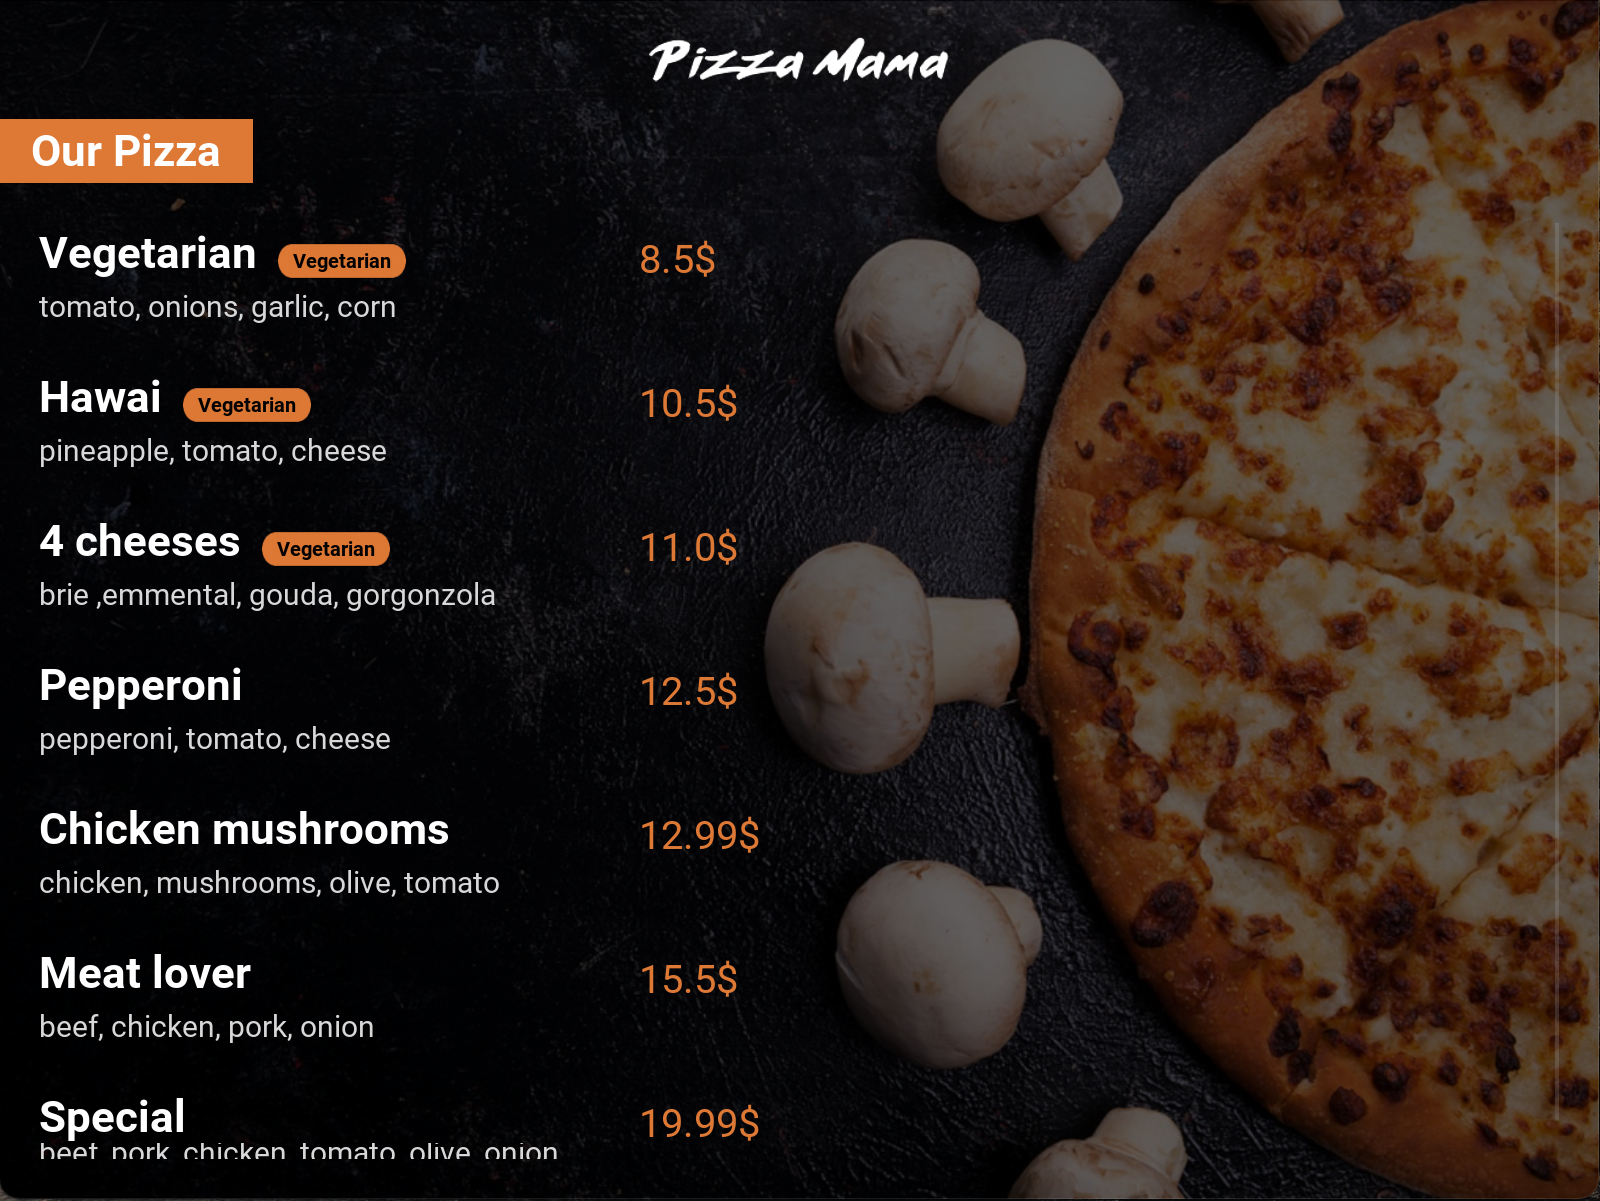 Pizza Mama
Our Pizza
Vegetarian Vegetarian 8.5$
tomato, onions, garlic, corn
Hawai Vegetarian 10.5$
pineapple, tomato, cheese
4 cheeses Vegetarian 11.0$
brie ,emmental, gouda, gorgonzola
Pepperoni 12.5$
pepperoni, tomato, cheese
Chicken mushrooms 12.99$
chicken, mushrooms, olive, tomato
Meat lover 15.5$
beef, chicken, pork, onion
Special 19.99$
beef, pork, chicken, tomato, olive, onion